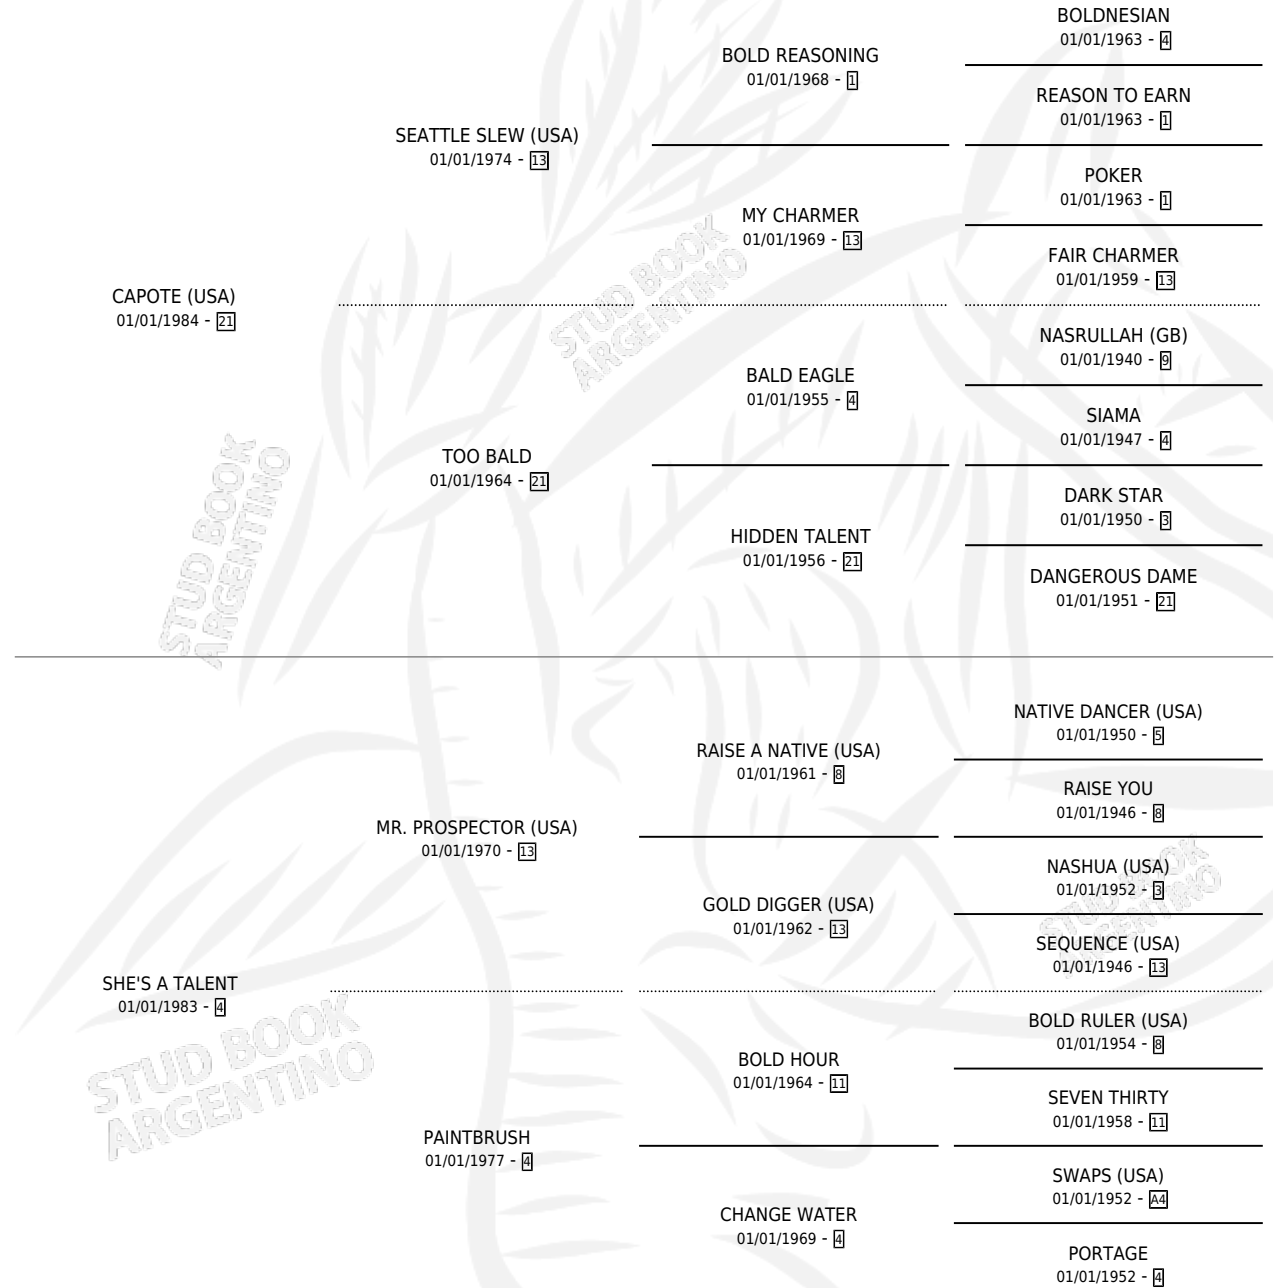 BOLDNESIAN
01/01/1963 - 4
BOLD REASONING
01/01/1968 - 1
REASON TO EARN
01/01/1963 - 1
SEATTLE SLEW (USA)
01/01/1974 - 13
POKER
01/01/1963 - 1
MY CHARMER
01/01/1969 - 13
FAIR CHARMER
01/01/1959 - 13
CAPOTE (USA)
01/01/1984 - 21
STUD BOOK
ARGENTINO
NASRULLAH (GB)
01/01/1940 - 9
BALD EAGLE
01/01/1955 - 4
SIAMA
01/01/1947 - 4
TOO BALD
01/01/1964 - 21
DARK STAR
01/01/1950 - 3
HIDDEN TALENT
01/01/1956 - 21
DANGEROUS DAME
01/01/1951 - 21
STUD BOOK
ARGENTINO
NATIVE DANCER (USA)
01/01/1950 - 5
RAISE A NATIVE (USA)
01/01/1961 - 8
RAISE YOU
01/01/1946 - 8
MR. PROSPECTOR (USA)
01/01/1970 - 13
NASHUA (USA)
01/01/1952 - 3
GOLD DIGGER (USA)
01/01/1962 - 13
STUD BOOK
ARGENTINO
SEQUENCE (USA)
01/01/1946 - 13
SHE'S A TALENT
01/01/1983 - 4
BOLD RULER (USA)
01/01/1954 - 8
BOLD HOUR
01/01/1964 - 11
SEVEN THIRTY
01/01/1958 - 11
STUD BOOK
ARGENTINO
PAINTBRUSH
01/01/1977 - 4
SWAPS (USA)
01/01/1952 - A4
CHANGE WATER
01/01/1969 - 4
PORTAGE
01/01/1952 - 4